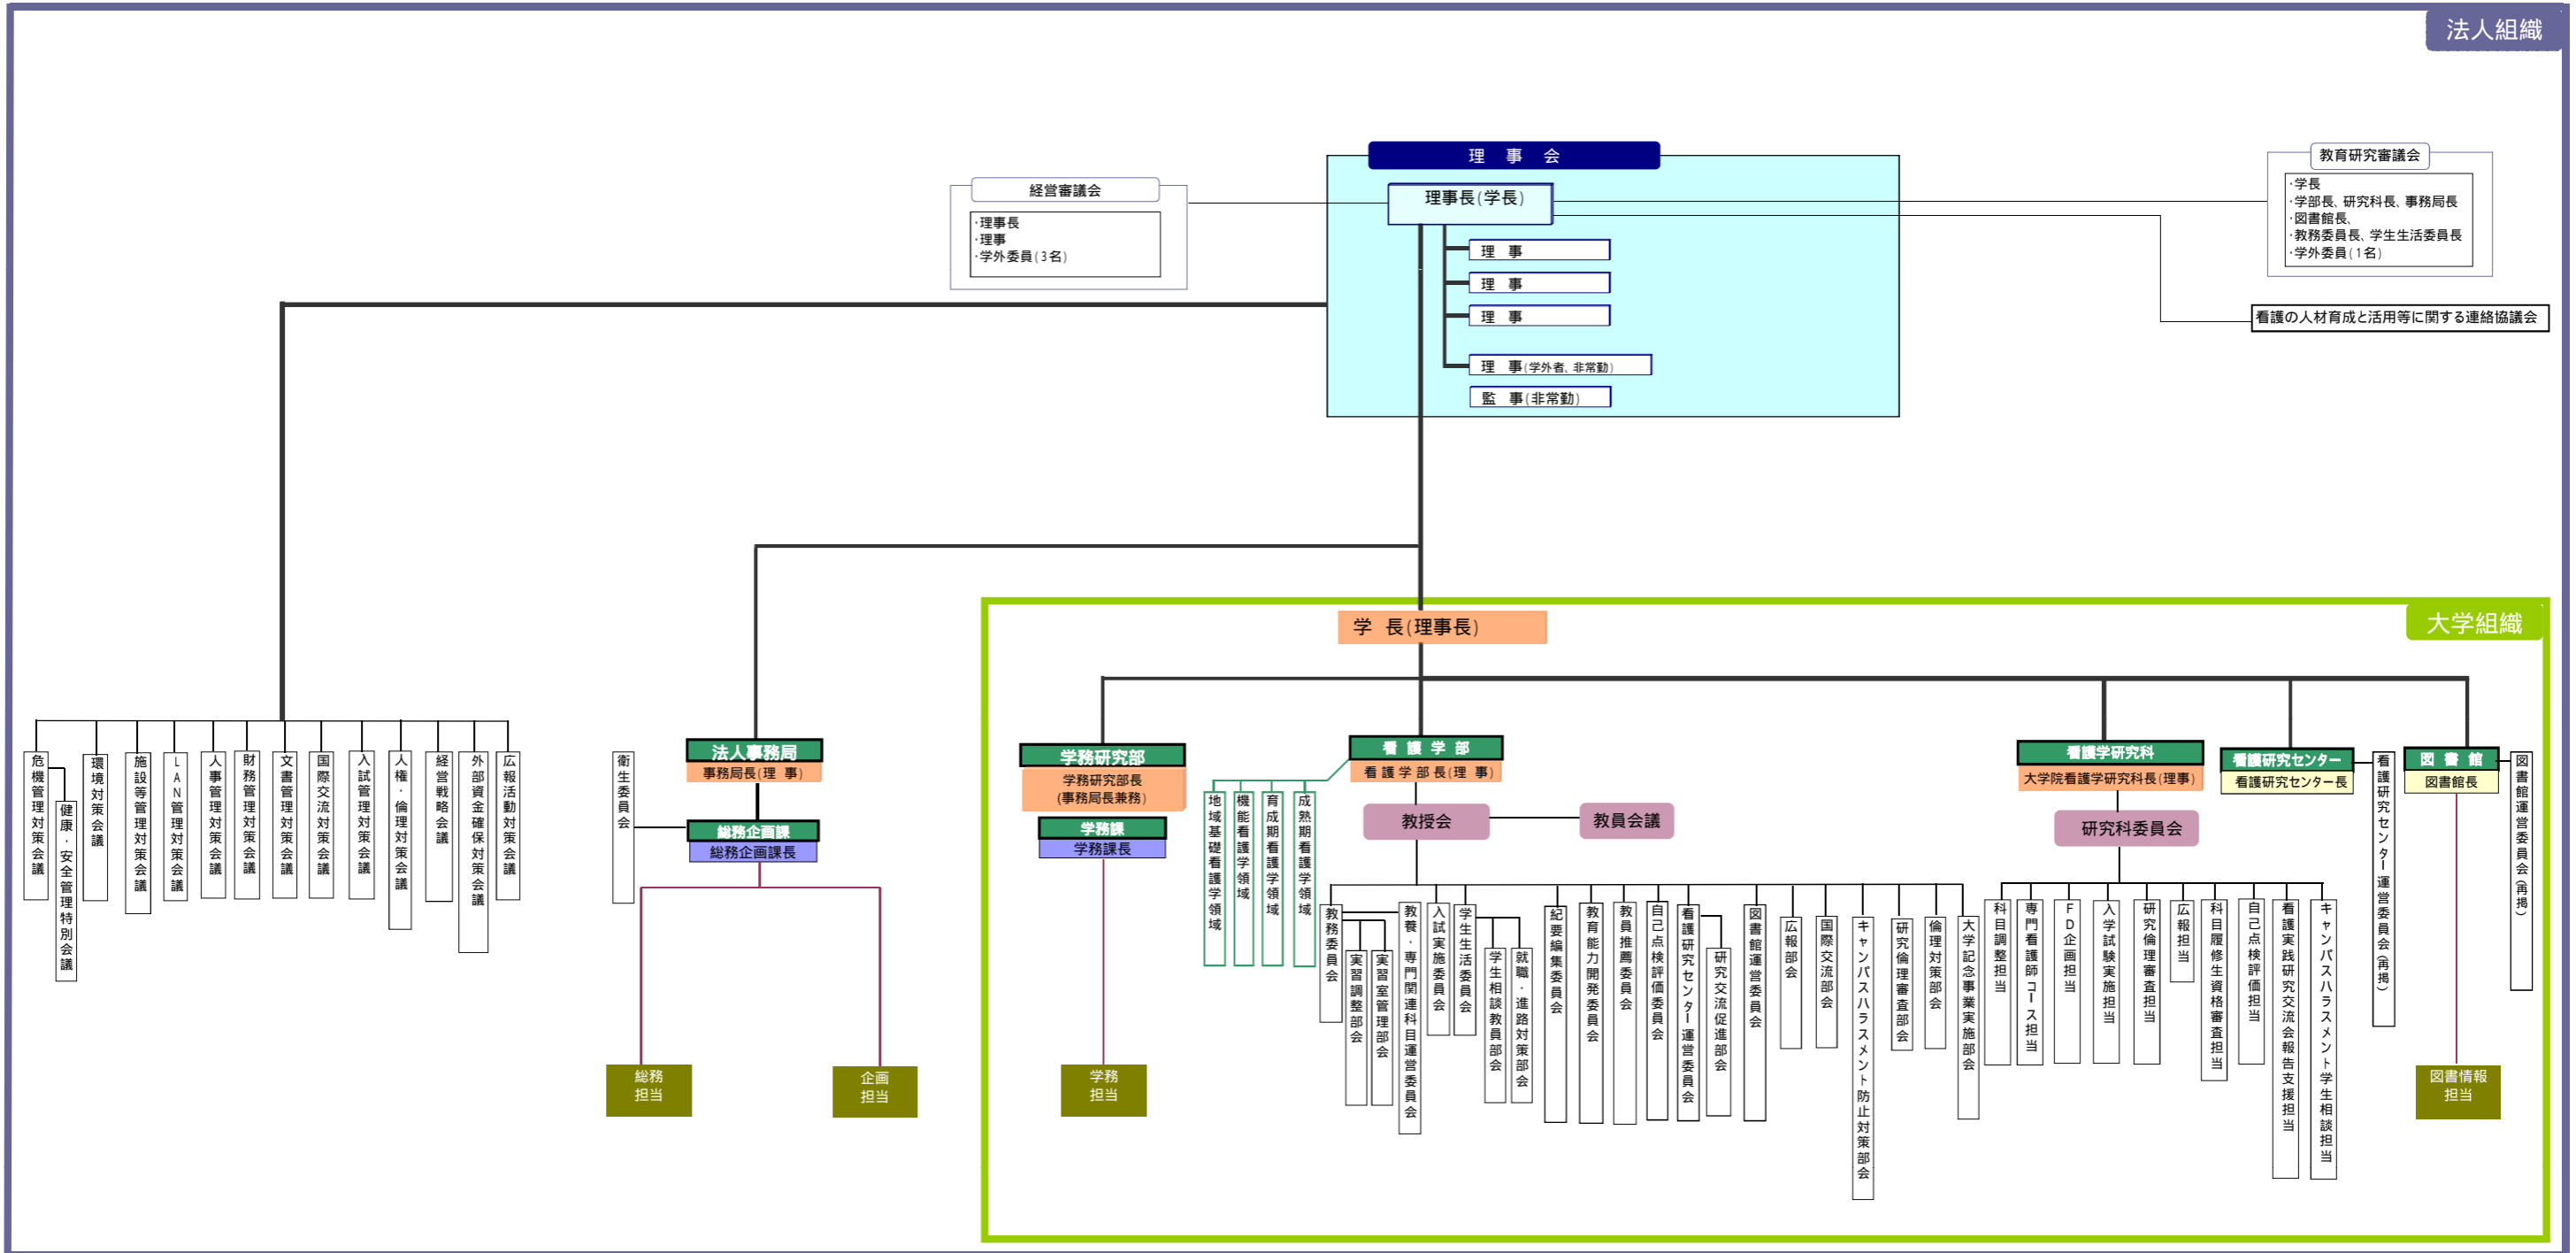 法人組織
理 事 会
経営審議会
・理事長
・理事
・学外委員(3名)
理事長(学長)
理 事
理 事
理 事
理 事(学外者、非常勤)
監 事(非常勤)
教育研究審議会
・学長
・学部長、研究科長、事務局長
・図書館長、
・教務委員長、学生生活委員長
・学外委員(1名)
看護の人材育成と活用等に関する連絡協議会
大学組織
学 長(理事長)
危機管理対策会議
健康・安全管理特別会議
環境対策会議
施設等管理対策会議
LAN管理対策会議
人事管理対策会議
財務管理対策会議
文書管理対策会議
国際交流対策会議
入試管理対策会議
人権・倫理対策会議
経営戦略会議
外部資金確保対策会議
広報活動対策会議
衛生委員会
法人事務局
事務局長(理 事)
総務企画課
総務企画課長
総務
担当
企画
担当
学務研究部
学務研究部長
(事務局長兼務)
学務課
学務課長
学務
担当
看 護 学 部
看護学部長(理 事)
地域基礎看護学領域
機能看護学領域
育成期看護学領域
成熟期看護学領域
教授会
教員会議
教務委員会
実習調整部会
実習室管理部会
教養・専門関連科目運営委員会
入試実施委員会
学生生活委員会
学生相談教員部会
就職・進路対策部会
紀要編集委員会
教育能力開発委員会
教員推薦委員会
自己点検評価委員会
看護研究センター運営委員会
研究交流促進部会
図書館運営委員会
広報部会
国際交流部会
キャンパスハラスメント防止対策部会
研究倫理審査部会
倫理対策部会
大学記念事業実施部会
看護学研究科
大学院看護学研究科長(理事)
研究科委員会
科目調整担当
専門看護師コース担当
FD企画担当
入学試験実施担当
研究倫理審査担当
広報担当
科目履修生資格審査担当
自己点検評価担当
看護実践研究交流会報告支援担当
キャンパスハラスメント学生相談担当
看護研究センター
看護研究センター長
看護研究センター運営委員会(再掲)
図 書 館
図書館長
図書館運営委員会(再掲)
図書情報
担当